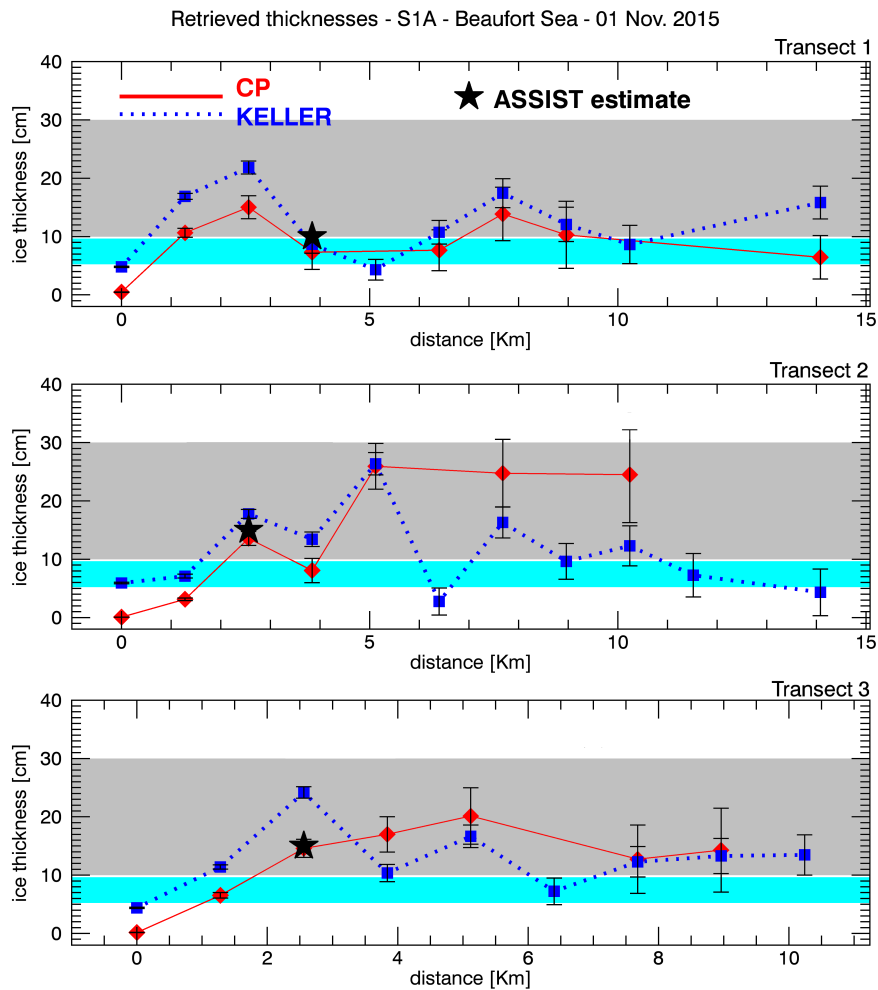 Retrieved thicknesses - S1A - Beaufort Sea - 01 Nov. 2015
Transect 1
40
CP
KELLER
ASSIST estimate
30
20
10
0
ice thickness [cm]
0 5 10 15
distance [Km]
Transect 2
40
30
20
10
0
ice thickness [cm]
0 5 10 15
distance [Km]
Transect 3
40
30
20
10
0
ice thickness [cm]
0 2 4 6 8 10
distance [Km]